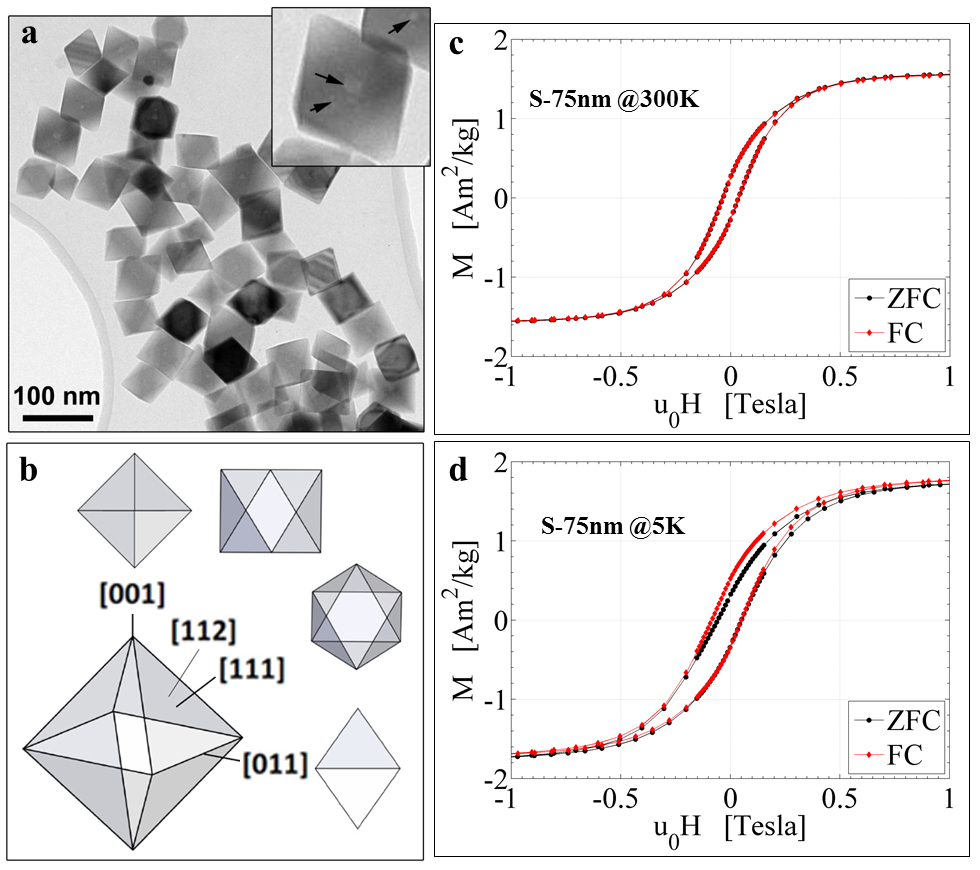 a
100 nm
b
[001]
[112]
[111]
[011]
c
S-75nm @300K
2
1
0
-1
-2
M [Am²/kg]
ZFC
FC
-1
-0.5
0
0.5
1
u₀H [Tesla]
d
S-75nm @5K
2
1
0
-1
-2
M [Am²/kg]
ZFC
FC
-1
-0.5
0
0.5
1
u₀H [Tesla]